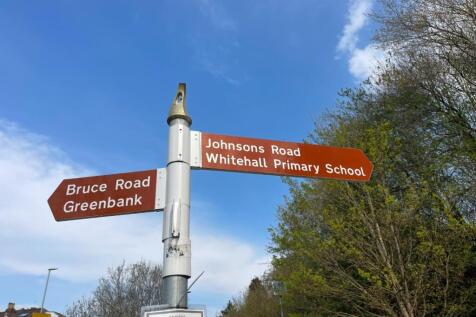 Bruce Road
Greenbank
Johnsons Road
Whitehall Primary School